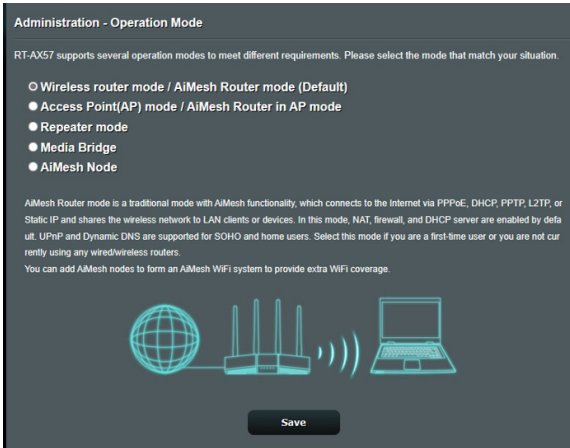 Administration - Operation Mode
RT-AX57 supports several operation modes to meet different requirements. Please select the mode that match your situation.
Wireless router mode / AiMesh Router mode (Default)
Access Point(AP) mode / AiMesh Router in AP mode
Repeater mode
Media Bridge
AiMesh Node
AiMesh Router mode is a traditional mode with AiMesh functionality, which connects to the Internet via PPPoE, DHCP, PPTP, L2TP, or
Static IP and shares the wireless network to LAN clients or devices. In this mode, NAT, firewall, and DHCP server are enabled by defa
ult. UPnP and Dynamic DNS are supported for SOHO and home users. Select this mode if you are a first-time user or you are not cur
rently using any wired/wireless routers.
You can add AiMesh nodes to form an AiMesh WiFi system to provide extra WiFi coverage.
Save